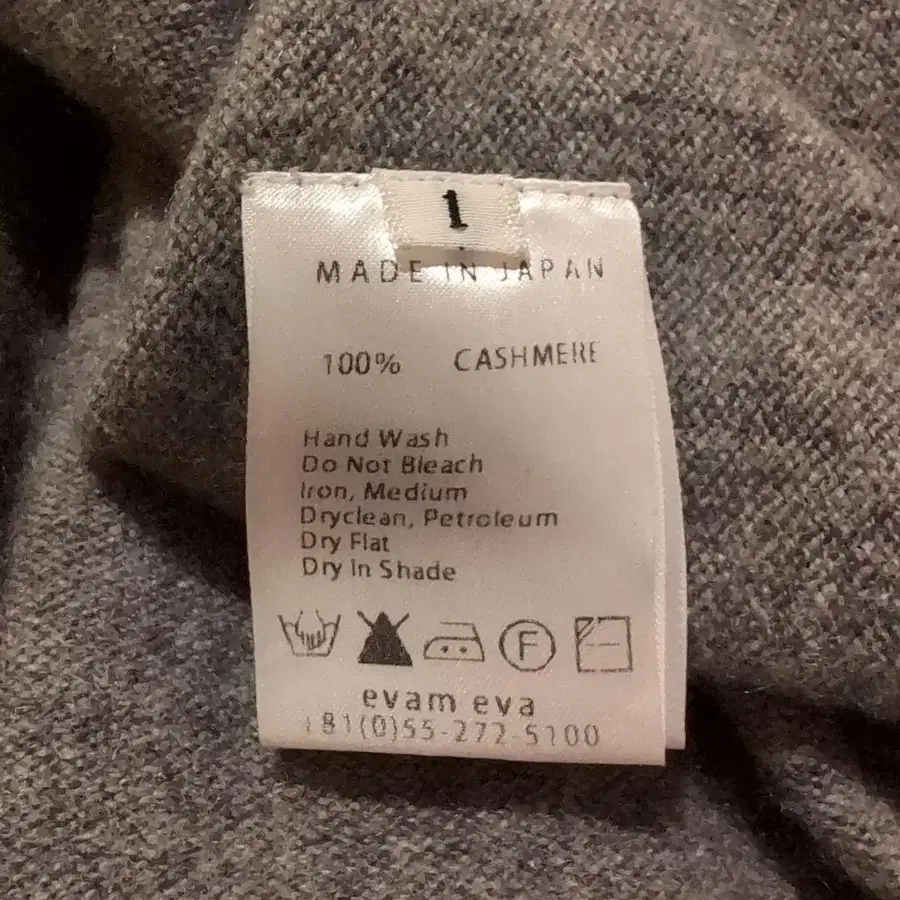 1
MADE IN JAPAN
100% CASHMERE
Hand Wash
Do Not Bleach
Iron, Medium
Dryclean, Petroleum
Dry Flat
Dry In Shade
F
evam eva
+81(0)55-272-5100